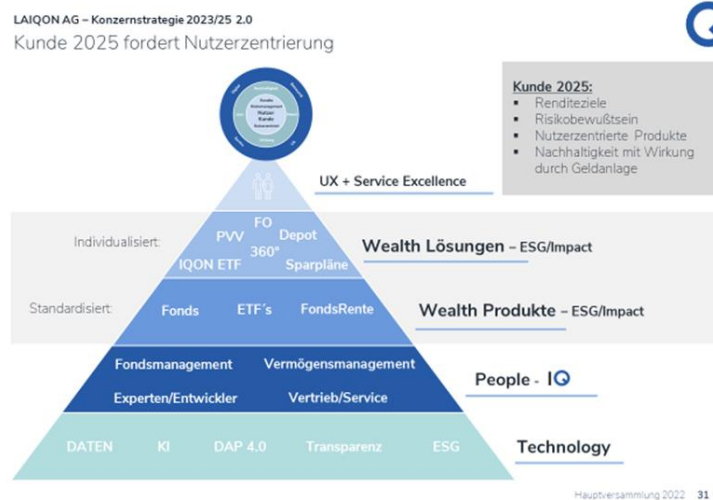 LAIQON AG – Konzernstrategie 2023/25 2.0
Kunde 2025 fordert Nutzerzentrierung
Kunde 2025:
Renditeziele
Risikobewußtsein
Nutzerzentrierte Produkte
Nachhaltigkeit mit Wirkung
durch Geldanlage
Nutzer
Kunde
UX + Service Excellence
Individualisiert:
FO
PVV
Depot
360°
IQON ETF
Sparpläne
Wealth Lösungen – ESG/Impact
Standardisiert:
Fonds
ETF´s
FondsRente
Wealth Produkte – ESG/Impact
Fondsmanagement
Vermögensmanagement
Experten/Entwickler
Vertrieb/Service
People - IQ
DATEN
KI
DAP 4.0
Transparenz
ESG
Technology
Hauptversammlung 2022 31